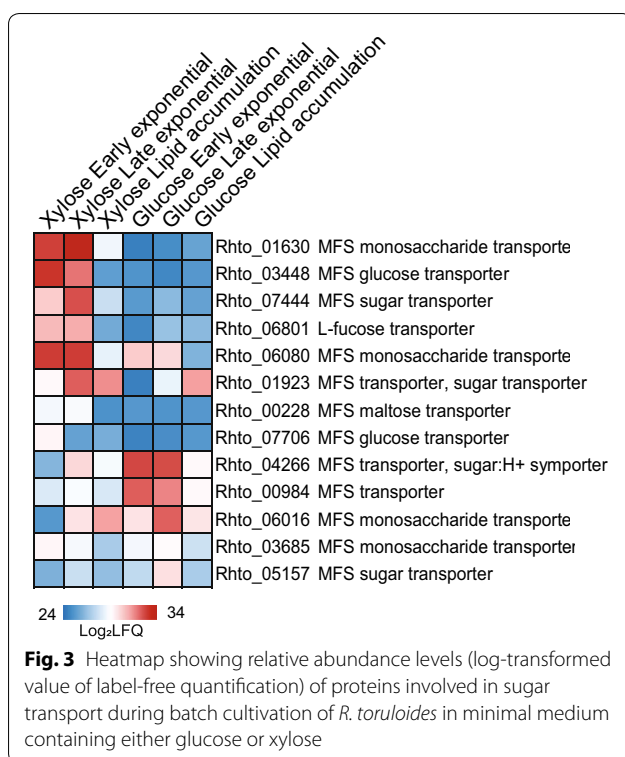 Xylose Early exponential
Xylose Late exponential
Xylose Lipid accumulation
Glucose Early exponential
Glucose Late exponential
Glucose Lipid accumulation
Rhto_01630 MFS monosaccharide transporte
Rhto_03448 MFS glucose transporter
Rhto_07444 MFS sugar transporter
Rhto_06801 L-fucose transporter
Rhto_06080 MFS monosaccharide transporte
Rhto_01923 MFS transporter, sugar transporter
Rhto_00228 MFS maltose transporter
Rhto_07706 MFS glucose transporter
Rhto_04266 MFS transporter, sugar:H+ symporter
Rhto_00984 MFS transporter
Rhto_06016 MFS monosaccharide transporte
Rhto_03685 MFS monosaccharide transporter
Rhto_05157 MFS sugar transporter
24 34
Log₂LFQ
Fig. 3 Heatmap showing relative abundance levels (log-transformed
value of label-free quantification) of proteins involved in sugar
transport during batch cultivation of R. toruloides in minimal medium
containing either glucose or xylose